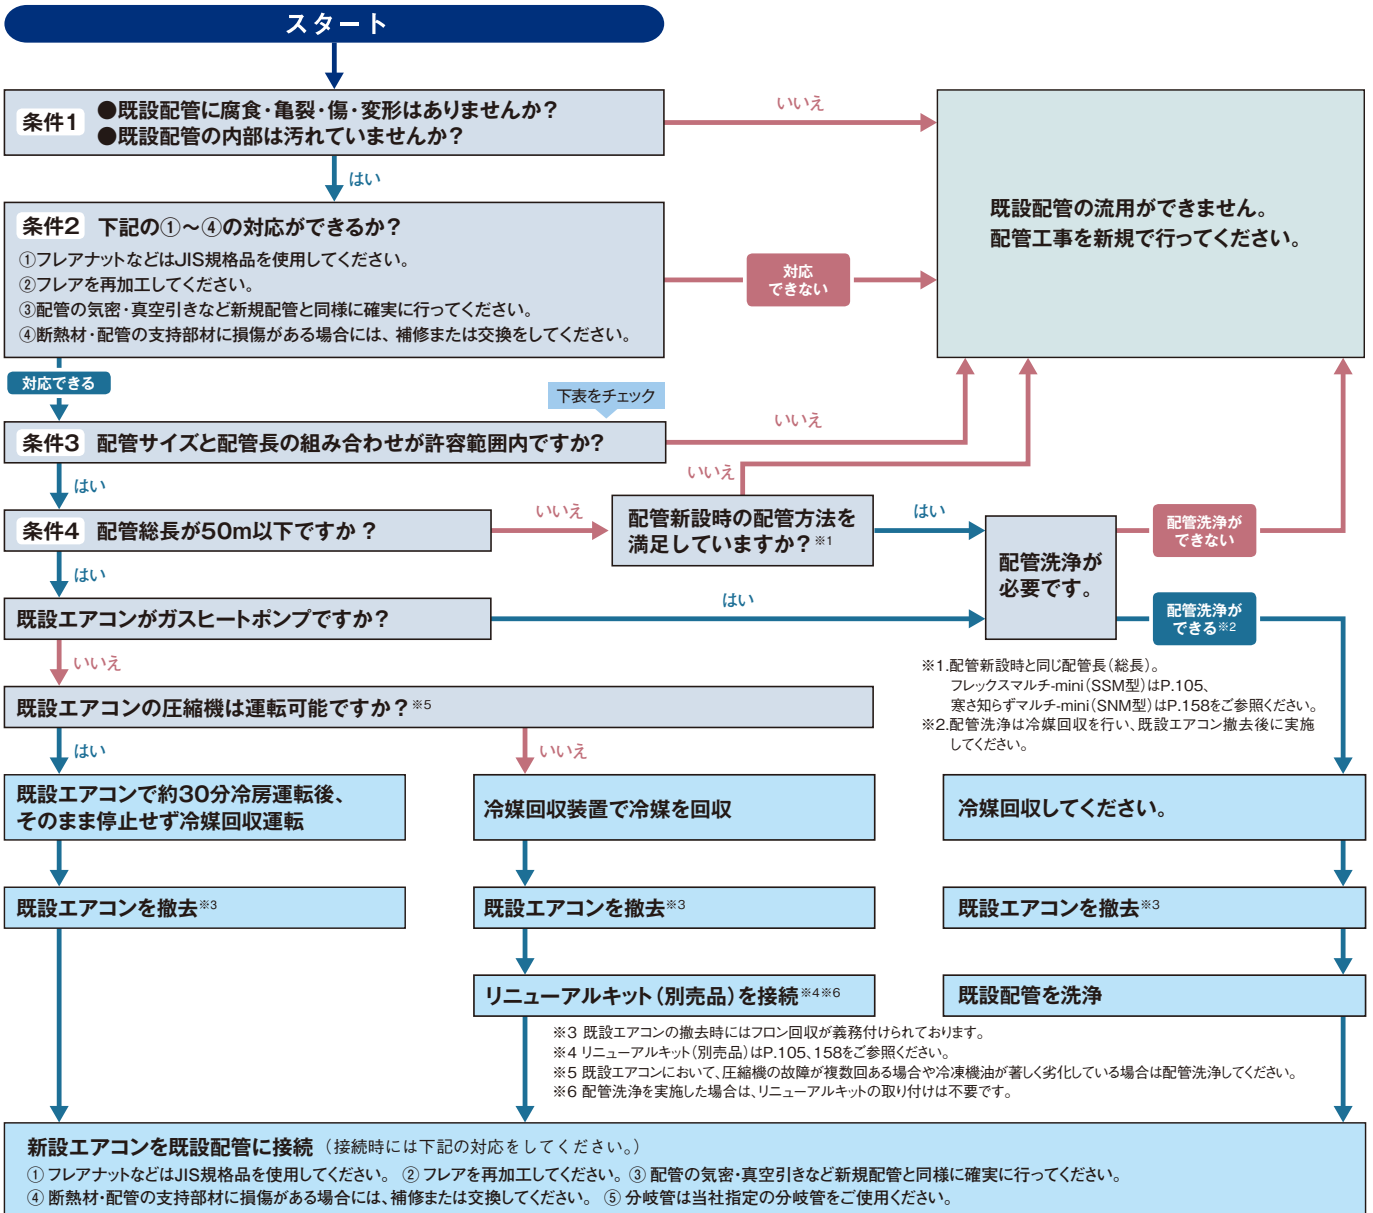 スタート
条件1
●既設配管に腐食・亀裂・傷・変形はありませんか?
●既設配管の内部は汚れていませんか?
いいえ
はい
既設配管の流用ができません。
配管工事を新規で行ってください。
条件2 下記の①～④の対応ができるか?
①フレアナットなどはJIS規格品を使用してください。
②フレアを再加工してください。
③配管の気密・真空引きなど新規配管と同様に確実に行ってください。
④断熱材・配管の支持部材に損傷がある場合には、補修または交換をしてください。
対応
できない
対応できる
下表をチェック
条件3 配管サイズと配管長の組み合わせが許容範囲内ですか?
いいえ
はい
いいえ
条件4 配管総長が50m以下ですか?
いいえ
配管新設時の配管方法を
満足していますか?※1
はい
配管洗浄が
必要です。
配管洗浄が
できない
配管洗浄が
できる※2
はい
既設エアコンがガスヒートポンプですか?
はい
いいえ
※1.配管新設時と同じ配管長(総長)。
フレックスマルチ-mini(SSM型)はP.105、
寒さ知らずマルチ-mini(SNM型)はP.158をご参照ください。
※2.配管洗浄は冷媒回収を行い、既設エアコン撤去後に実施
してください。
既設エアコンの圧縮機は運転可能ですか?※5
はい
いいえ
既設エアコンで約30分冷房運転後、
そのまま停止せず冷媒回収運転
冷媒回収装置で冷媒を回収
冷媒回収してください。
既設エアコンを撤去※3
既設エアコンを撤去※3
既設エアコンを撤去※3
リニューアルキット(別売品)を接続※4※6
既設配管を洗浄
※3 既設エアコンの撤去時にはフロン回収が義務付けられております。
※4 リニューアルキット(別売品)はP.105、158をご参照ください。
※5 既設エアコンにおいて、圧縮機の故障が複数回ある場合や冷凍機油が著しく劣化している場合は配管洗浄してください。
※6 配管洗浄を実施した場合は、リニューアルキットの取り付けは不要です。
新設エアコンを既設配管に接続 (接続時には下記の対応をしてください。)
① フレアナットなどはJIS規格品を使用してください。 ② フレアを再加工してください。 ③ 配管の気密・真空引きなど新規配管と同様に確実に行ってください。
④ 断熱材・配管の支持部材に損傷がある場合には、補修または交換してください。 ⑤ 分岐管は当社指定の分岐管をご使用ください。